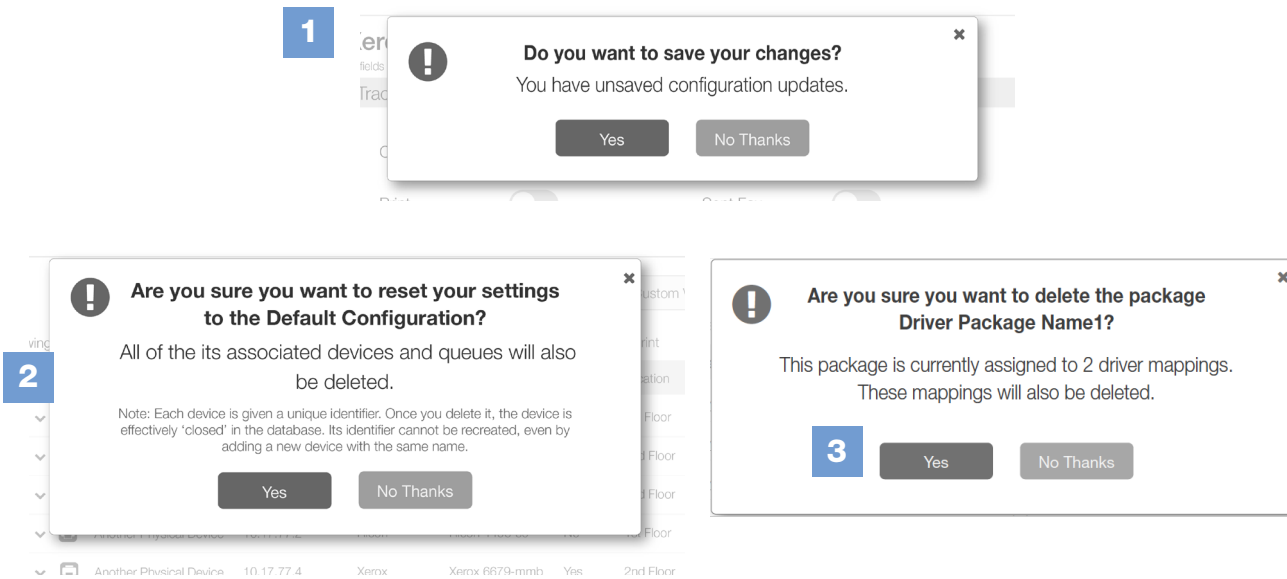 1
fields
Do you want to save your changes?
You have unsaved configuration updates.
Yes
No Thanks
Are you sure you want to reset your settings
to the Default Configuration?
All of the its associated devices and queues will also
be deleted.
Note: Each device is given a unique identifier. Once you delete it, the device is
effectively ‘closed’ in the database. Its identifier cannot be recreated, even by
adding a new device with the same name.
Yes
No Thanks
2
Floor
Floor
Floor
Floor
Another Physical Device 10.17.77.4 Xerox Xerox 6679-mmb Yes 2nd Floor
Are you sure you want to delete the package
Driver Package Name1?
This package is currently assigned to 2 driver mappings.
These mappings will also be deleted.
3
Yes
No Thanks